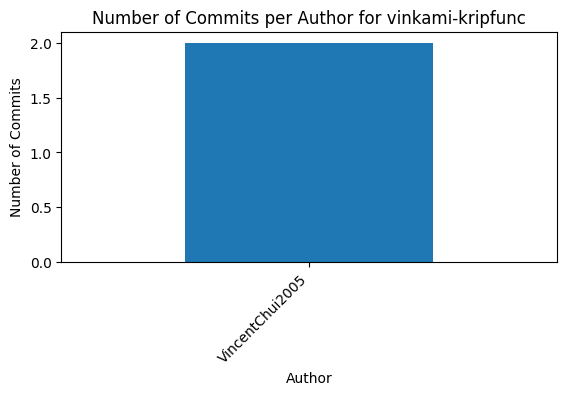 Number of Commits per Author for vinkami-kripfunc
Number of Commits
2.0
1.5
1.0
0.5
0.0
VincentChui2005
Author